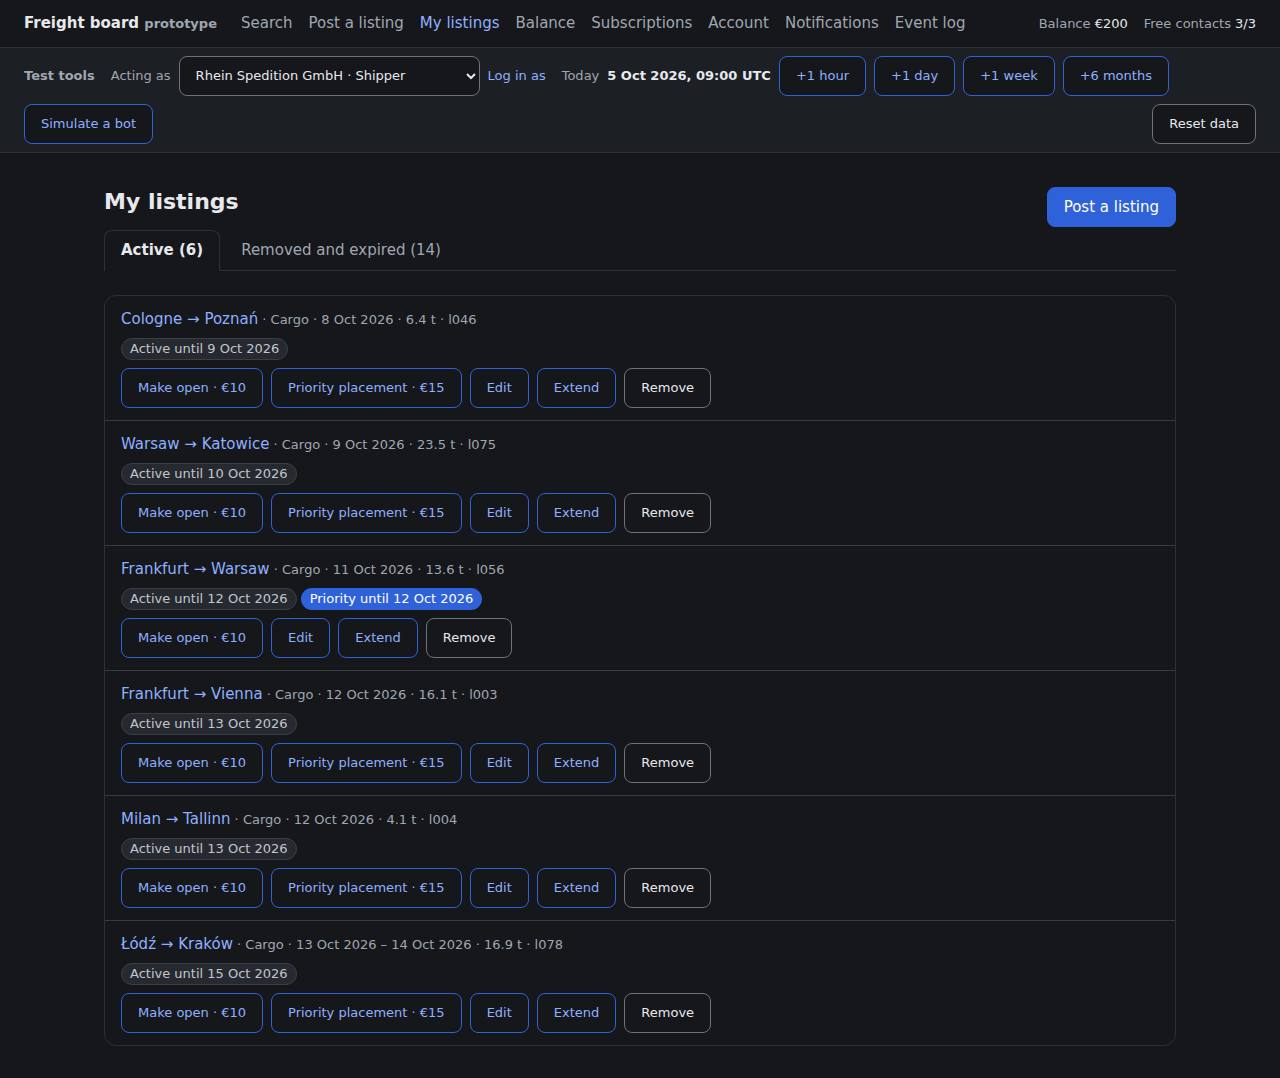 Freight board prototype Search Post a listing My listings Balance Subscriptions Account Notifications Event log Balance €200 Free contacts 3/3
Test tools Acting as Rhein Spedition GmbH · Shipper Log in as Today 5 Oct 2026, 09:00 UTC +1 hour +1 day +1 week +6 months
Simulate a bot Reset data
My listings Post a listing
Active (6) Removed and expired (14)
Cologne → Poznań · Cargo · 8 Oct 2026 · 6.4 t · l046
Active until 9 Oct 2026
Make open · €10 Priority placement · €15 Edit Extend Remove
Warsaw → Katowice · Cargo · 9 Oct 2026 · 23.5 t · l075
Active until 10 Oct 2026
Make open · €10 Priority placement · €15 Edit Extend Remove
Frankfurt → Warsaw · Cargo · 11 Oct 2026 · 13.6 t · l056
Active until 12 Oct 2026 Priority until 12 Oct 2026
Make open · €10 Edit Extend Remove
Frankfurt → Vienna · Cargo · 12 Oct 2026 · 16.1 t · l003
Active until 13 Oct 2026
Make open · €10 Priority placement · €15 Edit Extend Remove
Milan → Tallinn · Cargo · 12 Oct 2026 · 4.1 t · l004
Active until 13 Oct 2026
Make open · €10 Priority placement · €15 Edit Extend Remove
Łódź → Kraków · Cargo · 13 Oct 2026 – 14 Oct 2026 · 16.9 t · l078
Active until 15 Oct 2026
Make open · €10 Priority placement · €15 Edit Extend Remove